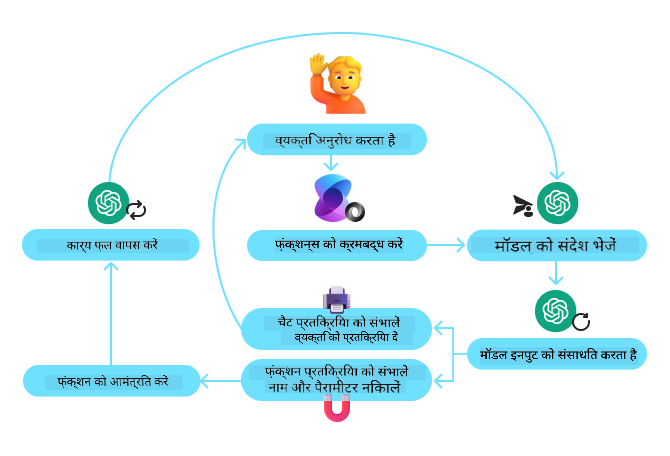 व्यक्ति अनुरोध करता है
फ़ंक्शन्स को क्रमबद्ध करें
मॉडल को संदेश भेजें
मॉडल इनपुट को संसाधित करता है
चैट प्रतिक्रिया को संभालें
व्यक्ति को प्रतिक्रिया दें
फ़ंक्शन प्रतिक्रिया को संभालें
नाम और पैरामीटर निकालें
फ़ंक्शन को आमंत्रित करें
कार्य फल वापस करें